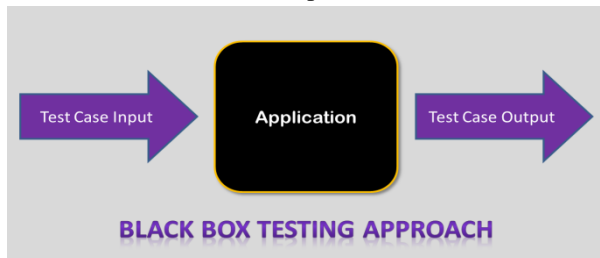 Test Case Input
Application
Test Case Output
BLACK BOX TESTING APPROACH